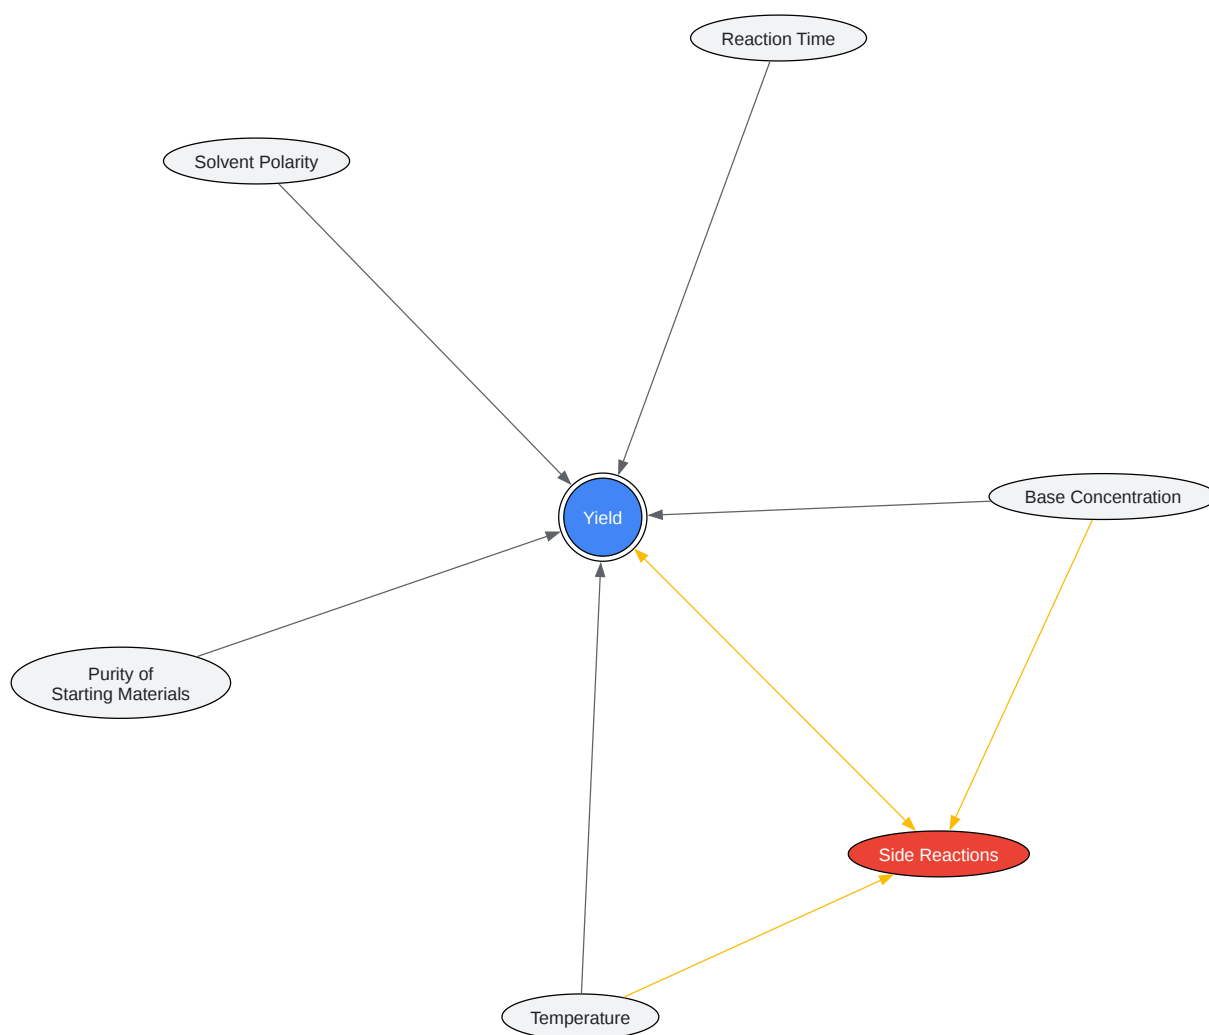 Reaction Time
Solvent Polarity
Base Concentration
Yield
Purity of
Starting Materials
Side Reactions
Temperature